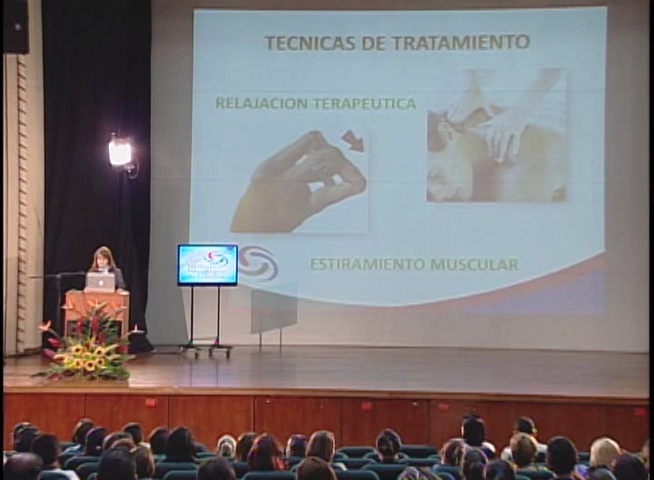 TECNICAS DE TRATAMIENTO
RELAJACION TERAPEUTICA
ESTIRAMIENTO MUSCULAR